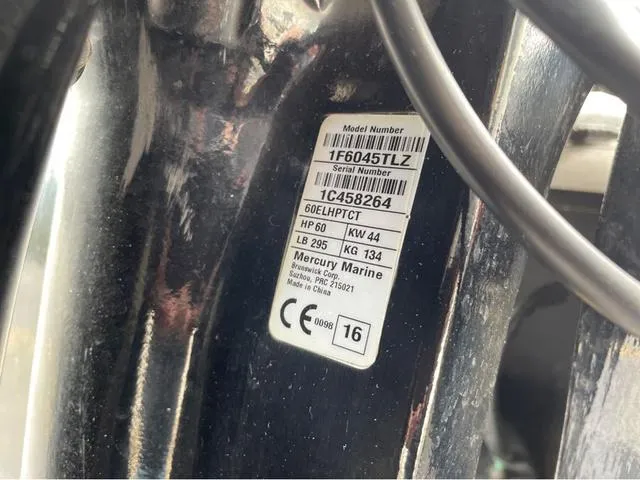 Model Number
1F6045TLZ
Serial Number
1C458264
60ELHPTCT
HP 60 KW 44
LB 295 KG 134
Mercury Marine
Brunswick Corp.
Suzhou, PRC 215021
Made in China
CE 0098 16